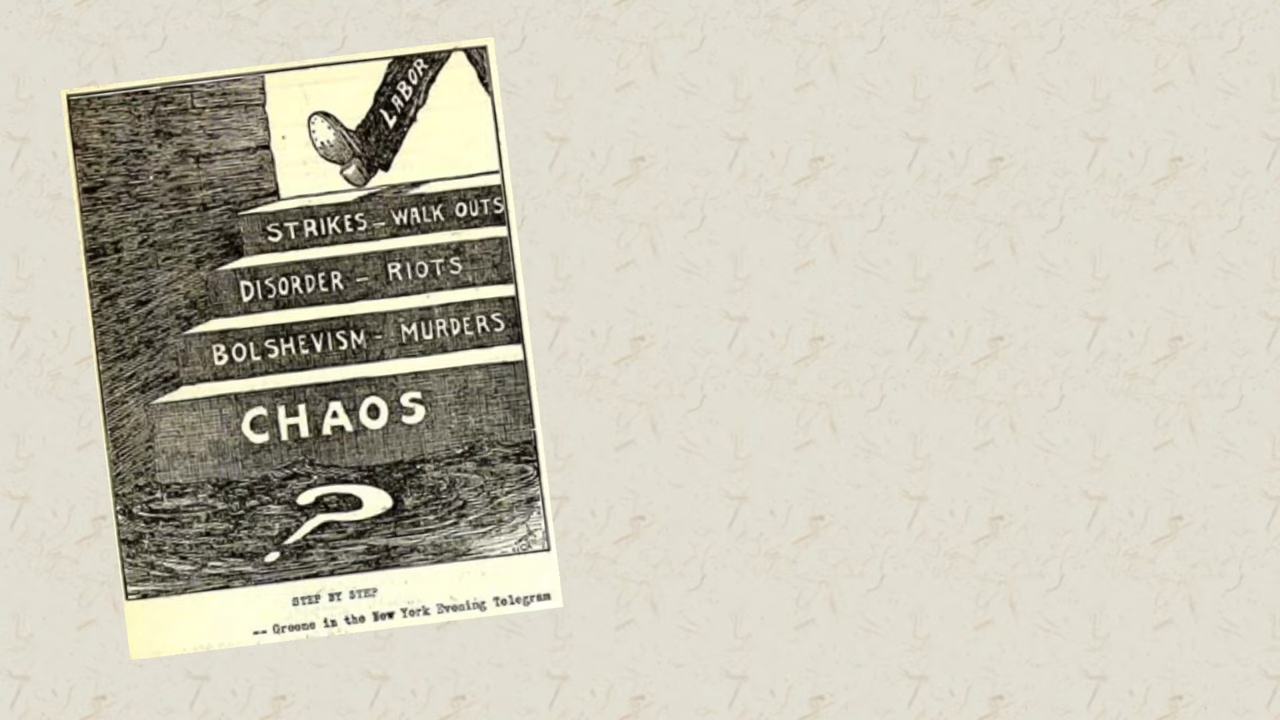 LABOR
STRIKES – WALK OUTS
DISORDER – RIOTS
BOLSHEVISM – MURDERS
CHAOS
?
STEP BY STEP
-- Greene in the New York Evening Telegram